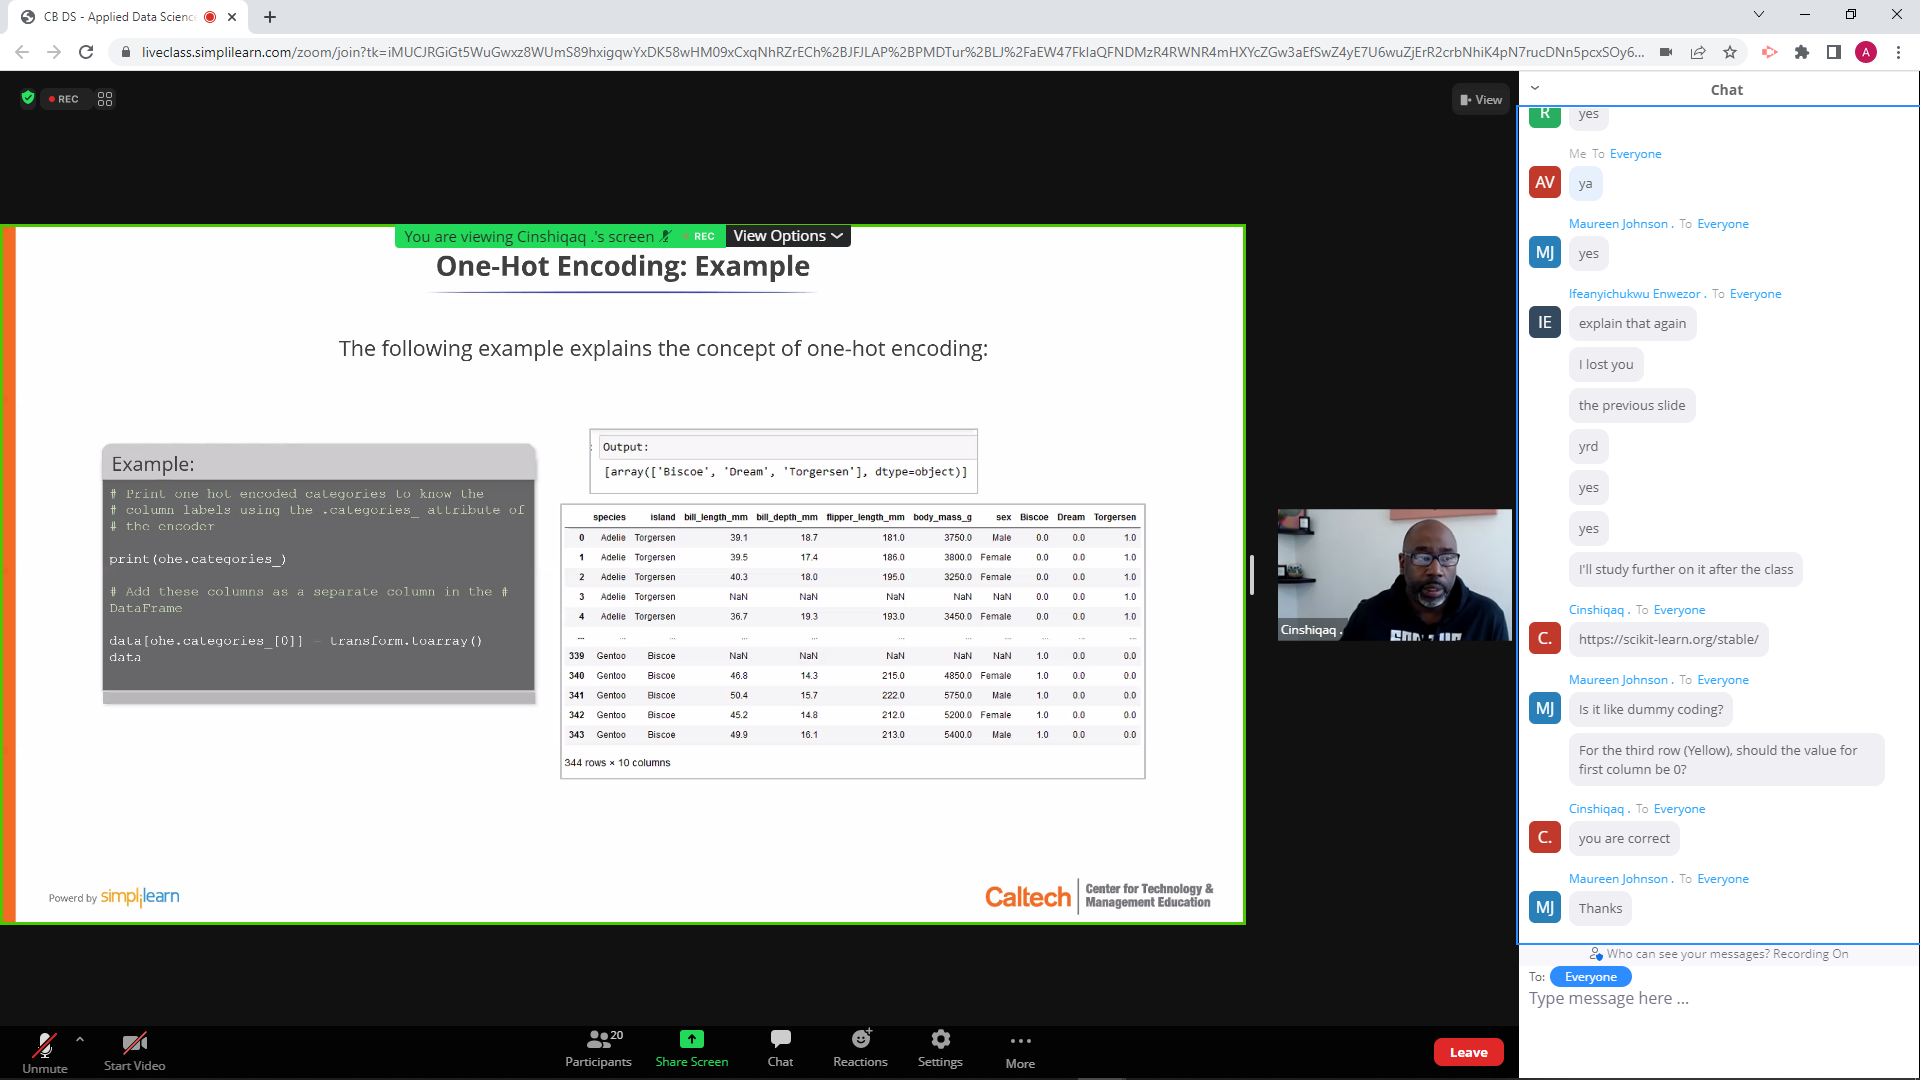 CB DS - Applied Data Scienc
liveclass.simplilearn.com/zoom/join?tk=iMUCJRGiGt5WuGwxz8WUmS89hxigqwYxDK58wHM09xCxqNhRZrECh%2BJFJLAP%2BPMDTur%2BLJ%2FaEW47FklaQFNDMzR4RWNR4mHXYcZGw3aEfSwZ4yE7U6wuZjErR2crbNhiK4pN7rucDNn5pcxSOy6...
A
REC
View
You are viewing Cinshiqaq .'s screen REC View Options
One-Hot Encoding: Example
The following example explains the concept of one-hot encoding:
Example:
# Print one hot encoded categories to know the
# column labels using the .categories_ attribute of
# the encoder
print(ohe.categories_)
# Add these columns as a separate column in the #
DataFrame
data[ohe.categories_[0]] = transform.toarray()
data
Output:
[array(['Biscoe', 'Dream', 'Torgersen'], dtype=object)]
species island bill_length_mm bill_depth_mm flipper_length_mm body_mass_g sex Biscoe Dream Torgersen
0 Adelie Torgersen 39.1 18.7 181.0 3750.0 Male 0.0 0.0 1.0
1 Adelie Torgersen 39.5 17.4 186.0 3800.0 Female 0.0 0.0 1.0
2 Adelie Torgersen 40.3 18.0 195.0 3250.0 Female 0.0 0.0 1.0
3 Adelie Torgersen NaN NaN NaN NaN NaN 0.0 0.0 1.0
4 Adelie Torgersen 36.7 19.3 193.0 3450.0 Female 0.0 0.0 1.0
... ... ... ... ... ... ... ... ... ... ...
339 Gentoo Biscoe NaN NaN NaN NaN NaN 1.0 0.0 0.0
340 Gentoo Biscoe 46.8 14.3 215.0 4850.0 Female 1.0 0.0 0.0
341 Gentoo Biscoe 50.4 15.7 222.0 5750.0 Male 1.0 0.0 0.0
342 Gentoo Biscoe 45.2 14.8 212.0 5200.0 Female 1.0 0.0 0.0
343 Gentoo Biscoe 49.9 16.1 213.0 5400.0 Male 1.0 0.0 0.0
344 rows × 10 columns
Powerd by simplilearn
Caltech Center for Technology &
Management Education
Cinshiqaq .
Chat
R yes
Me To Everyone
AV ya
Maureen Johnson . To Everyone
MJ yes
Ifeanyichukwu Enwezor . To Everyone
IE explain that again
I lost you
the previous slide
yrd
yes
yes
I'll study further on it after the class
Cinshiqaq . To Everyone
C. https://scikit-learn.org/stable/
Maureen Johnson . To Everyone
MJ Is it like dummy coding?
For the third row (Yellow), should the value for
first column be 0?
Cinshiqaq . To Everyone
C. you are correct
Maureen Johnson . To Everyone
MJ Thanks
Who can see your messages? Recording On
To: Everyone
Type message here ...
Unmute
Start Video
Participants 20
Share Screen
Chat
Reactions
Settings
More
Leave